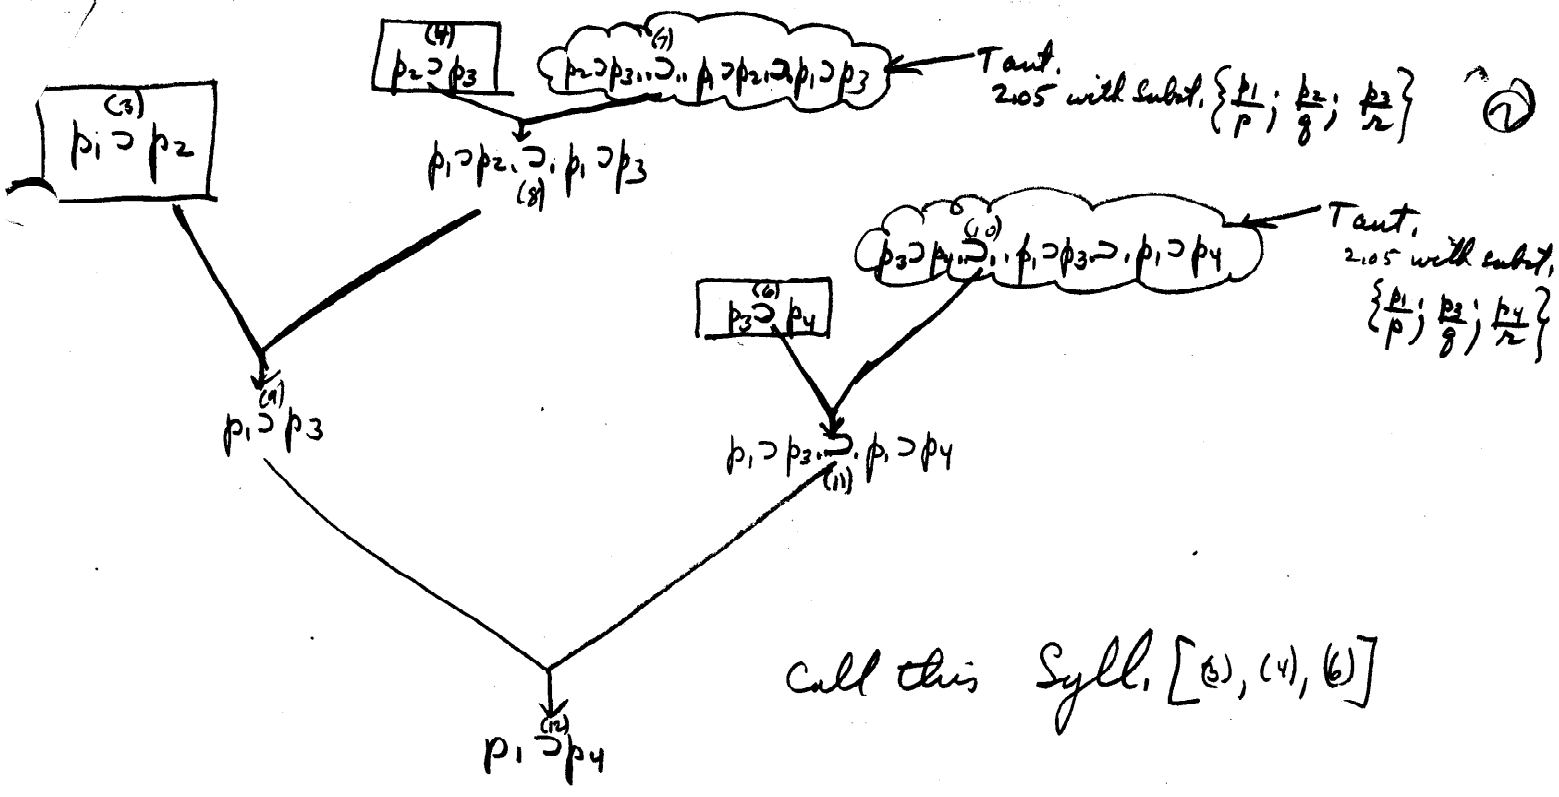 (4)
p₂ ⊃ p₃
(7)
p₂ ⊃ p₃ .. ⊃ .. p₁ ⊃ p₂ . ⊃ . p₁ ⊃ p₃
Taut.
2.05 with subst. {p₁/p ; p₂/q ; p₃/r}
2
(3)
p₁ ⊃ p₂
p₁ ⊃ p₂ . ⊃ . p₁ ⊃ p₃
(8)
(10)
p₃ ⊃ p₄ .. ⊃ .. p₁ ⊃ p₃ . ⊃ . p₁ ⊃ p₄
Taut.
2.05 with subst.
{p₁/p ; p₃/q ; p₄/r}
(6)
p₃ ⊃ p₄
(9)
p₁ ⊃ p₃
p₁ ⊃ p₃ . ⊃ . p₁ ⊃ p₄
(11)
Call this Syll. [(3), (4), (6)]
(12)
p₁ ⊃ p₄